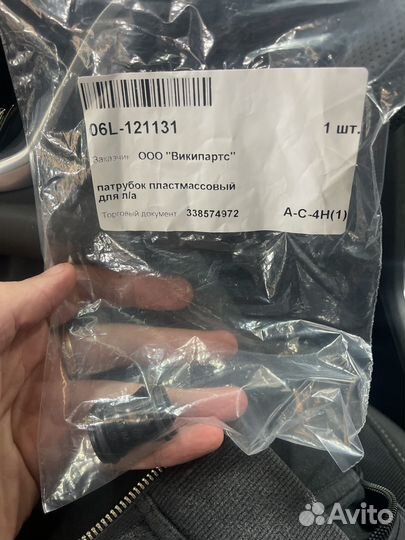 06L-121131
1 шт.
Заказчик ООО "Википартс"
патрубок пластмассовый
для л/а
Торговый документ 338574972
А-С-4Н(1)
Avito